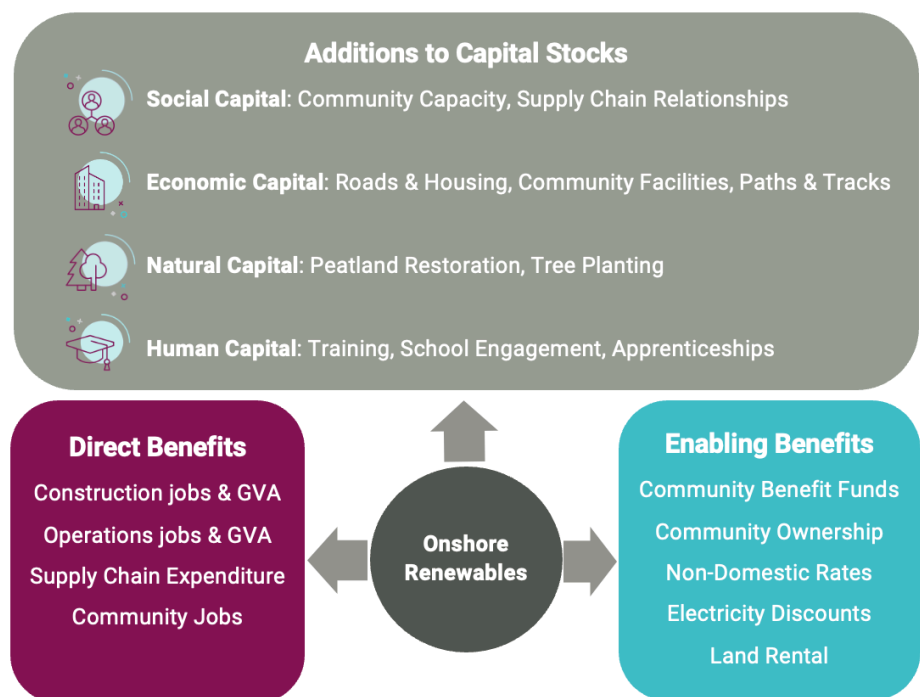 Additions to Capital Stocks
Social Capital: Community Capacity, Supply Chain Relationships
Economic Capital: Roads & Housing, Community Facilities, Paths & Tracks
Natural Capital: Peatland Restoration, Tree Planting
Human Capital: Training, School Engagement, Apprenticeships
Direct Benefits
Construction jobs & GVA
Operations jobs & GVA
Supply Chain Expenditure
Community Jobs
Onshore
Renewables
Enabling Benefits
Community Benefit Funds
Community Ownership
Non-Domestic Rates
Electricity Discounts
Land Rental